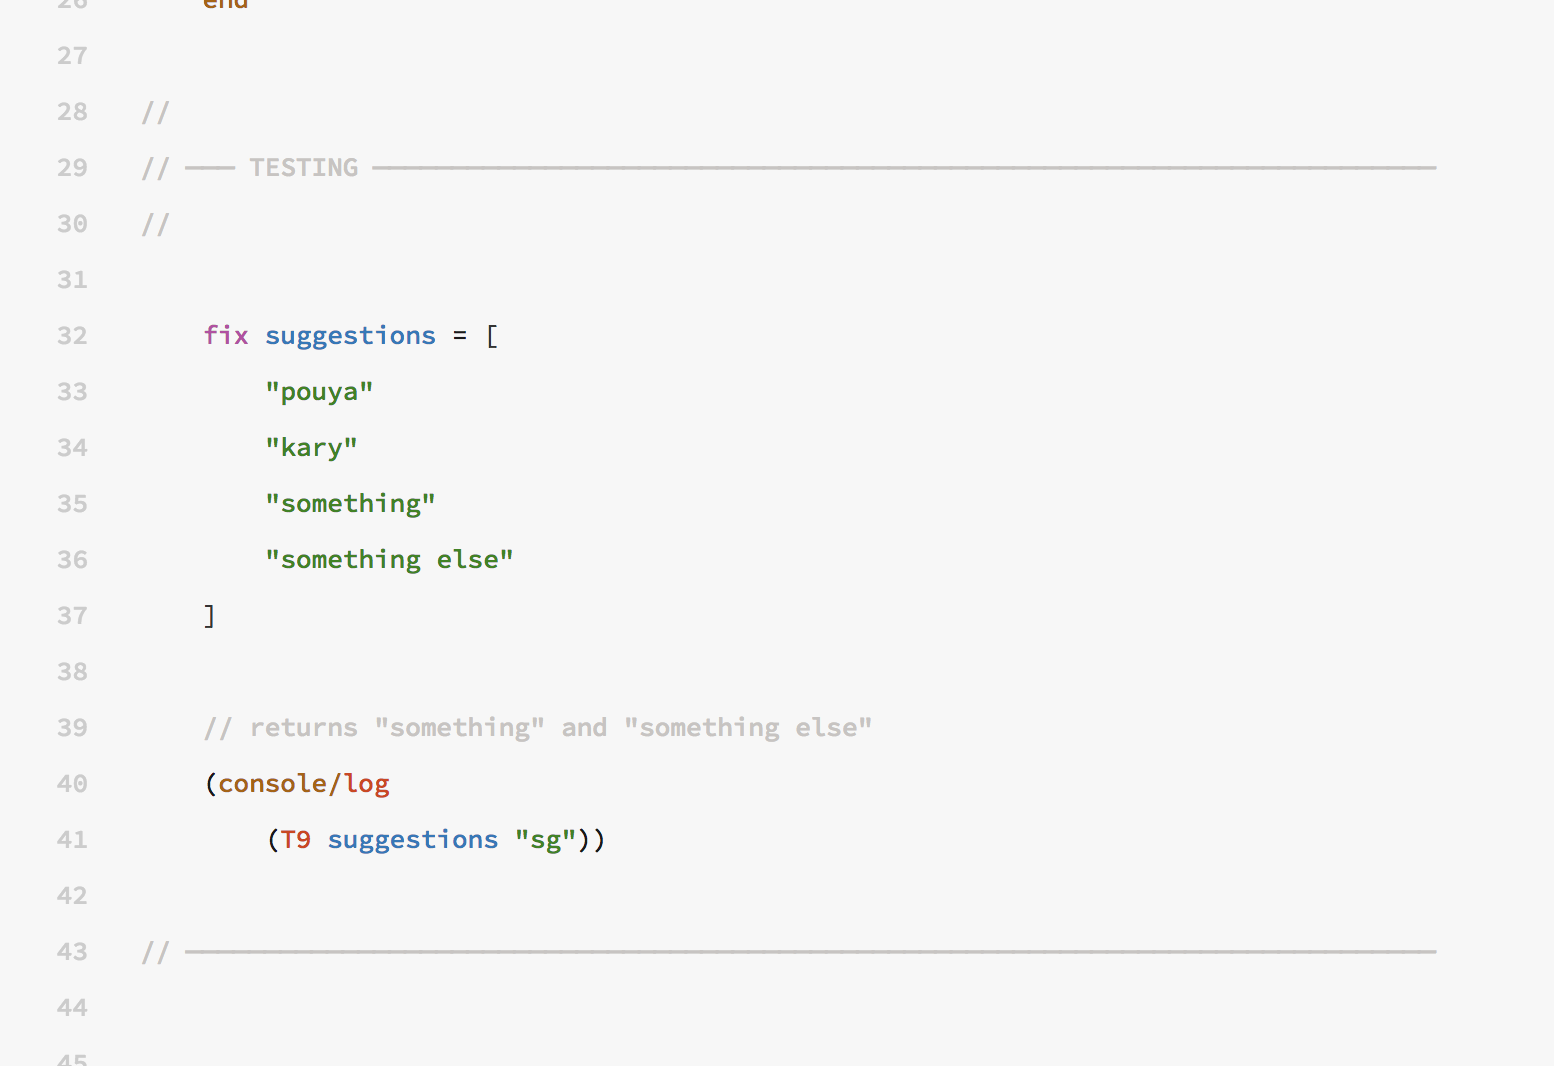 26 end
27
28 //
29 // ─── TESTING ────────────────────────────────────────────────────────────────────
30 //
31
32 fix suggestions = [
33 "pouya"
34 "kary"
35 "something"
36 "something else"
37 ]
38
39 // returns "something" and "something else"
40 (console/log
41 (T9 suggestions "sg"))
42
43 // ────────────────────────────────────────────────────────────────────────────────
44
45